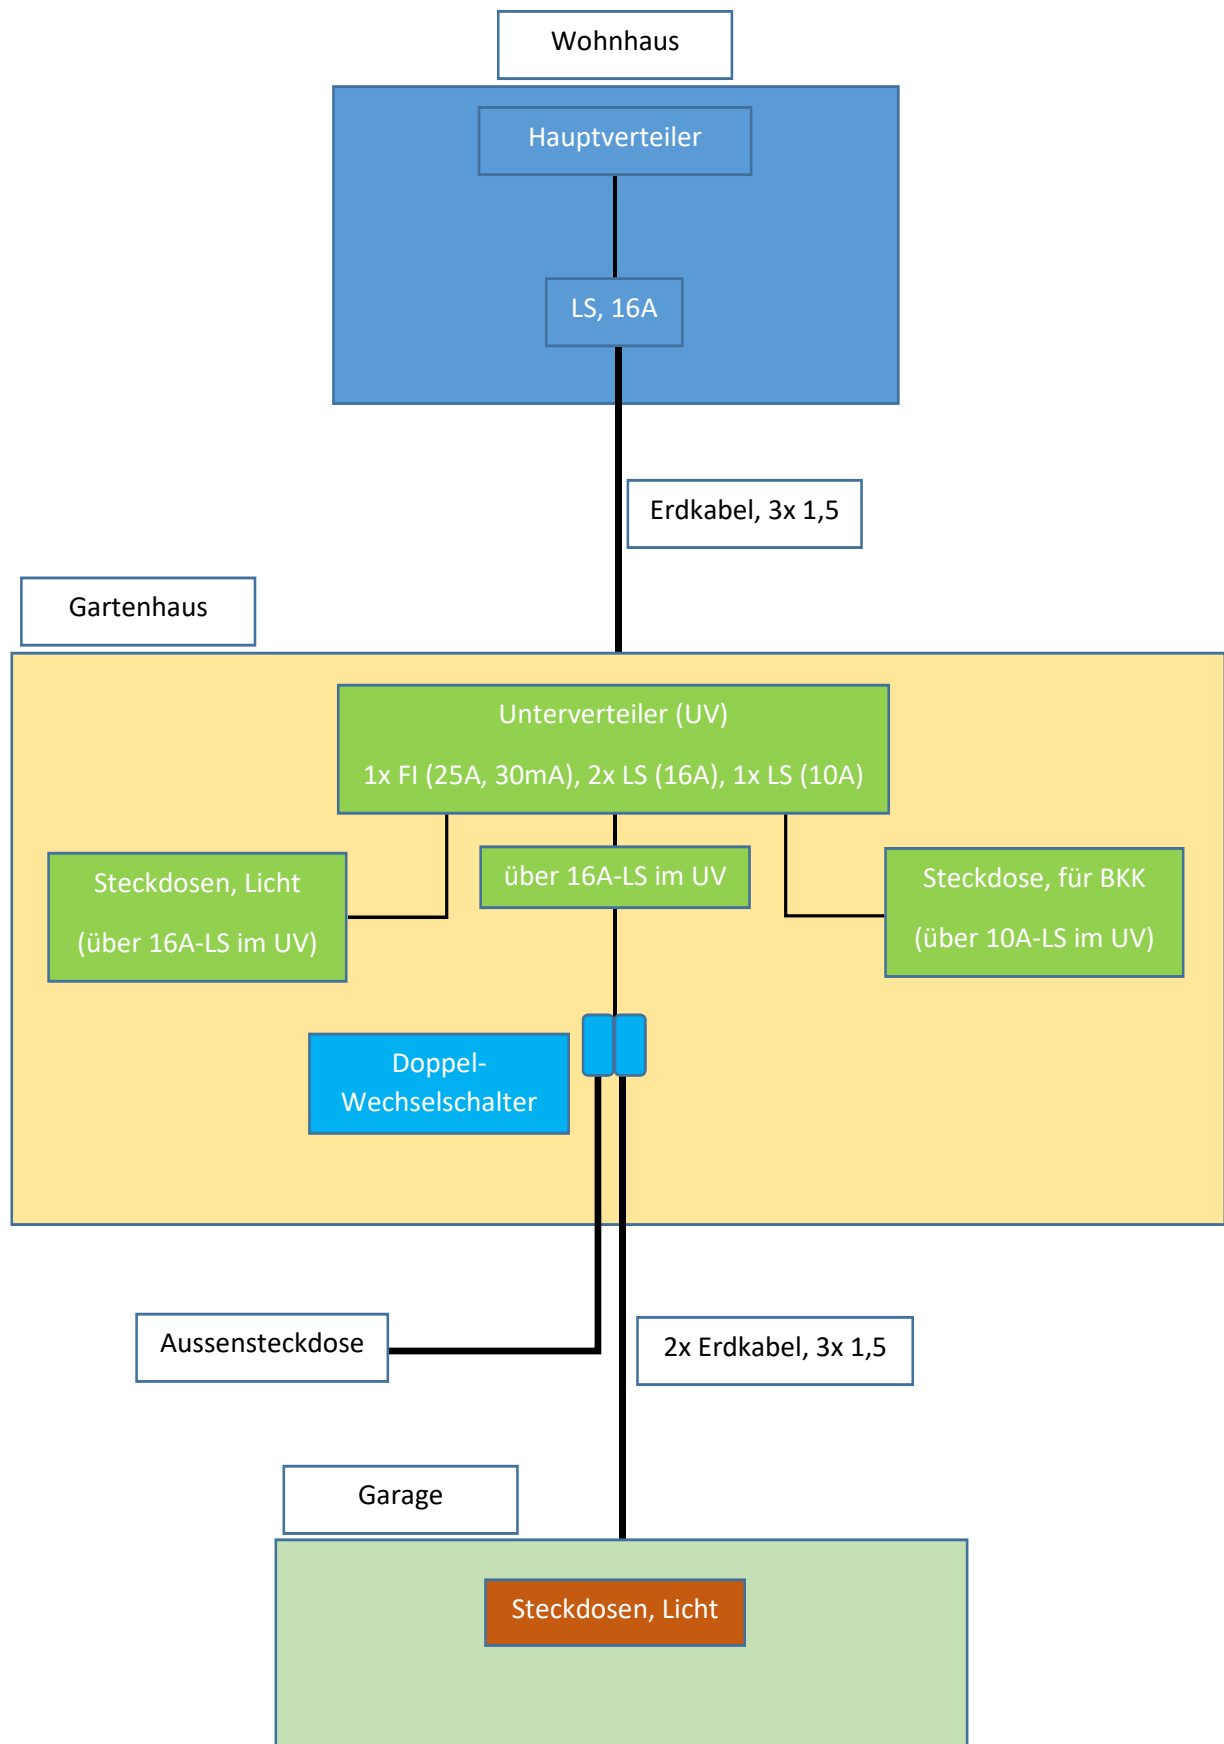 Wohnhaus
Hauptverteiler
LS, 16A
Erdkabel, 3x 1,5
Gartenhaus
Unterverteiler (UV)
1x FI (25A, 30mA), 2x LS (16A), 1x LS (10A)
Steckdosen, Licht
(über 16A-LS im UV)
über 16A-LS im UV
Steckdose, für BKK
(über 10A-LS im UV)
Doppel-
Wechselschalter
Aussensteckdose
2x Erdkabel, 3x 1,5
Garage
Steckdosen, Licht